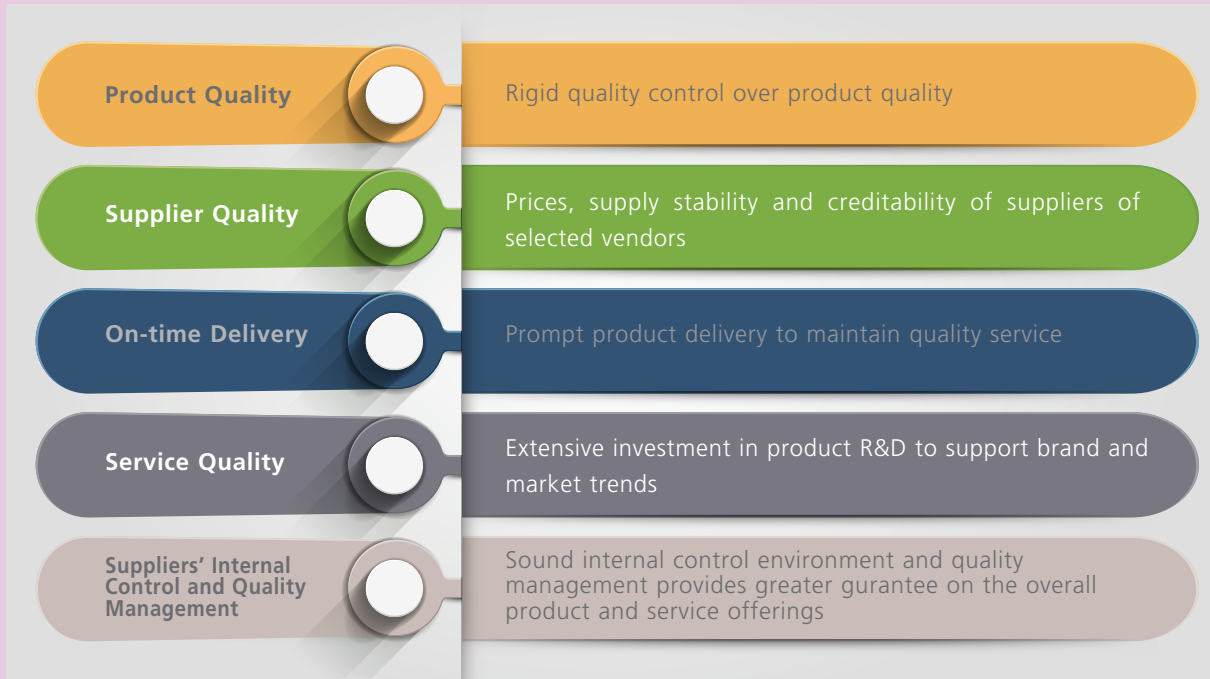 Product Quality
Rigid quality control over product quality
Supplier Quality
Prices, supply stability and creditability of suppliers of
selected vendors
On-time Delivery
Prompt product delivery to maintain quality service
Service Quality
Extensive investment in product R&D to support brand and
market trends
Suppliers’ Internal
Control and Quality
Management
Sound internal control environment and quality
management provides greater gurantee on the overall
product and service offerings